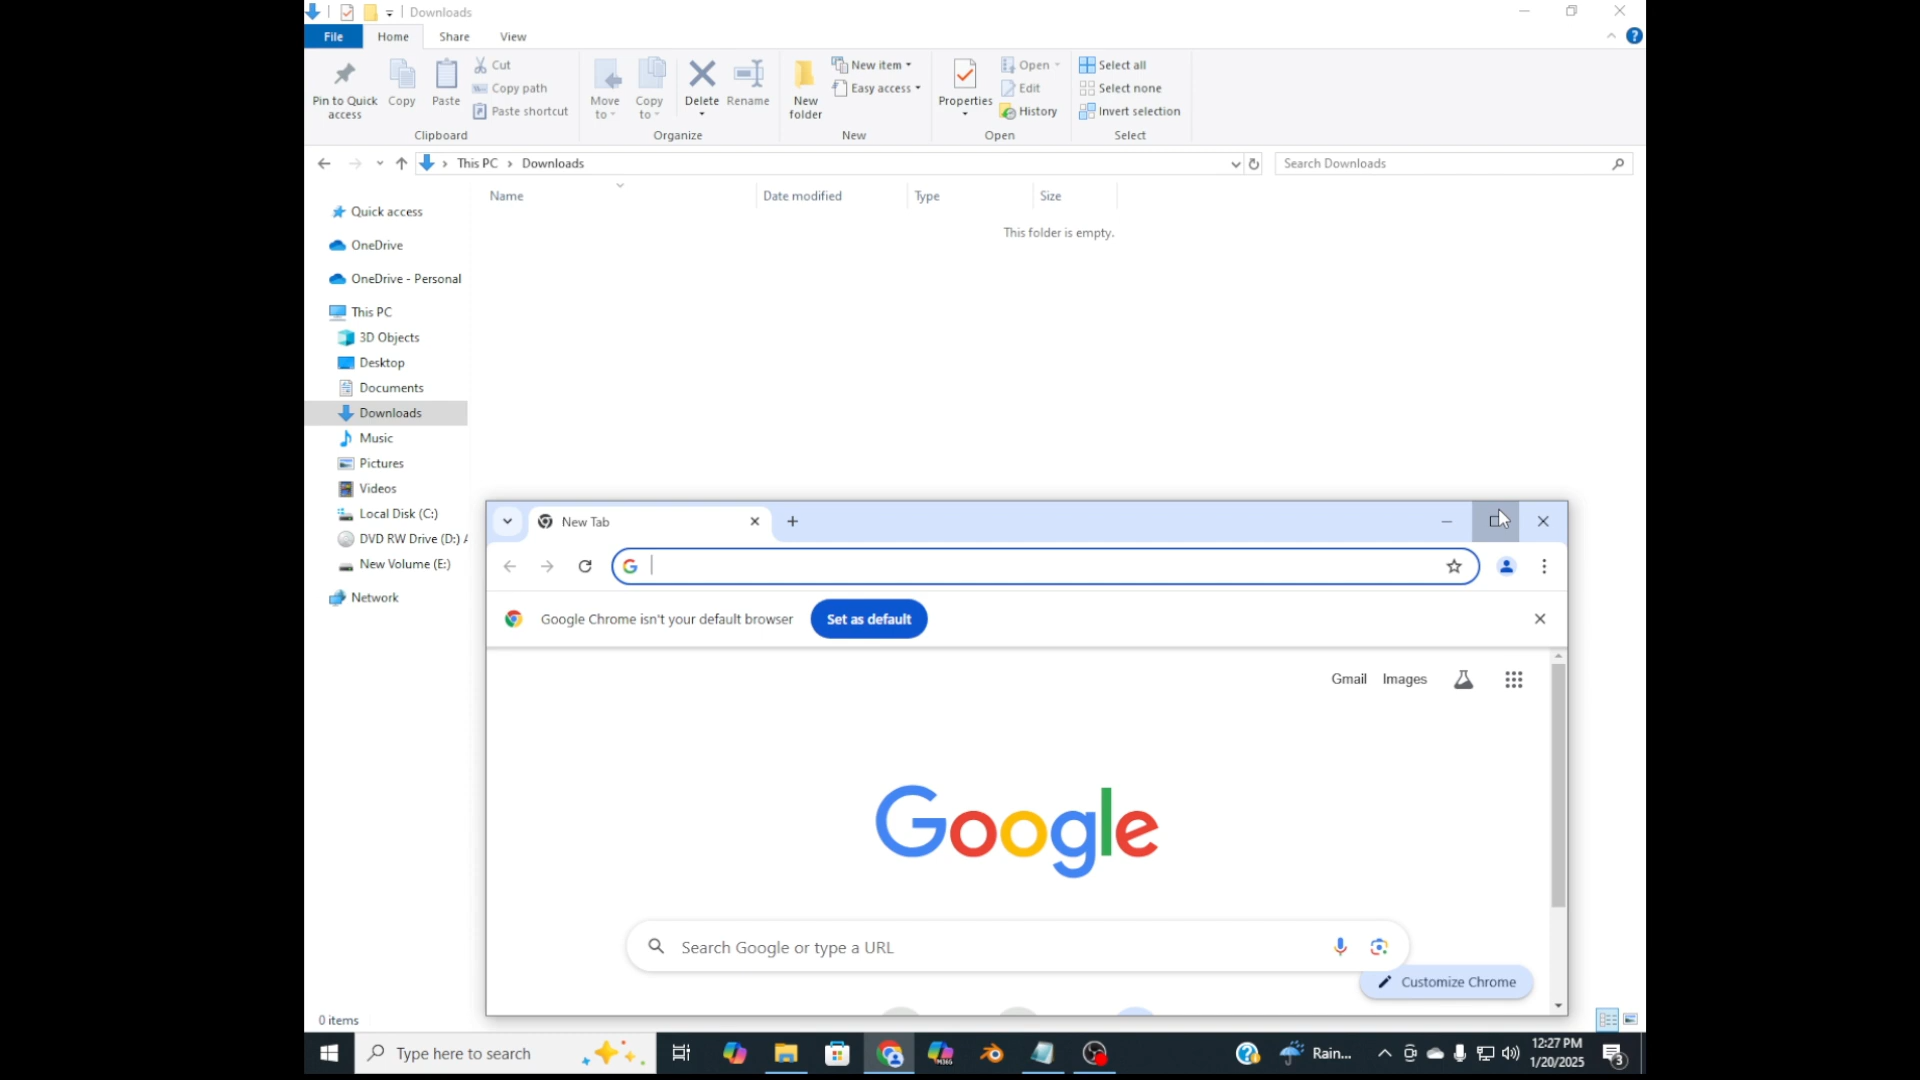 Downloads
File Home Share View
Pin to Quick access
Copy
Paste
Cut
Copy path
Paste shortcut
Clipboard
Move to
Copy to
Delete
Rename
Organize
New folder
New item
Easy access
New
Properties
Open
Edit
History
Open
Select all
Select none
Invert selection
Select
This PC > Downloads
Search Downloads
Name Date modified Type Size
This folder is empty.
Quick access
OneDrive
OneDrive - Personal
This PC
3D Objects
Desktop
Documents
Downloads
Music
Pictures
Videos
Local Disk (C:)
DVD RW Drive (D:)
New Volume (E:)
Network
New Tab
G
Google Chrome isn't your default browser Set as default
Gmail Images
Google
Search Google or type a URL
Customize Chrome
0 items
Type here to search
M365
Rain...
12:27 PM
1/20/2025
3